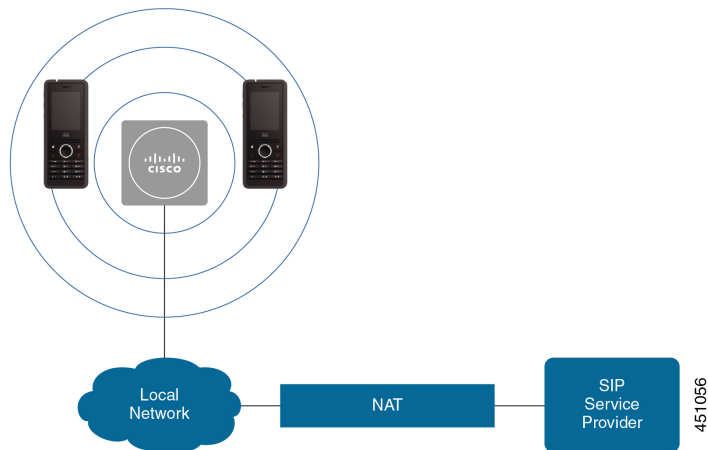 CISCO
Local
Network
NAT
SIP
Service
Provider
451056